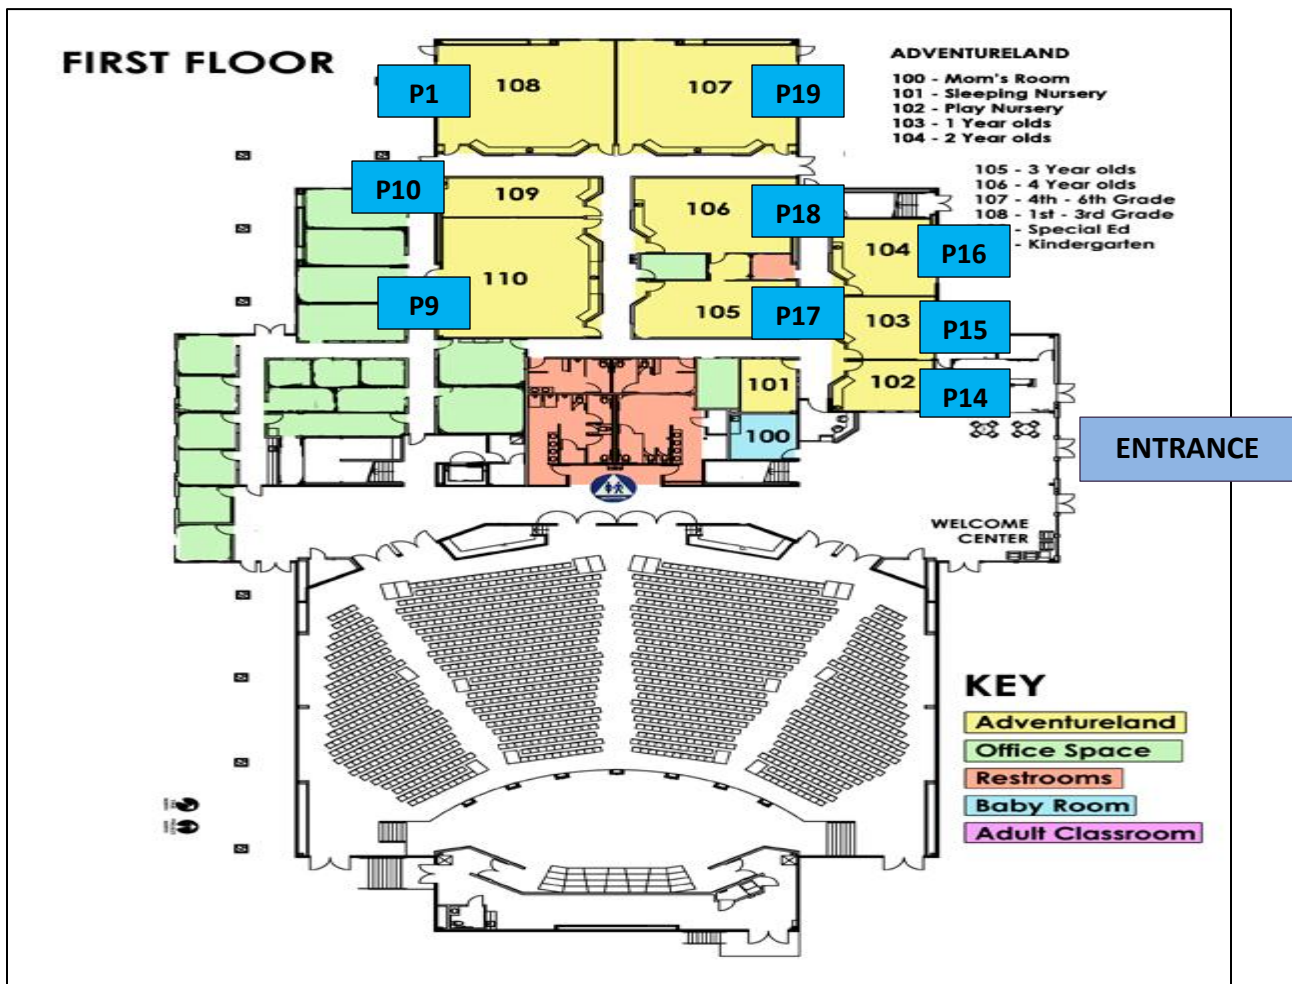 FIRST FLOOR
P1
108
107
P19
ADVENTURELAND
100 - Mom's Room
101 - Sleeping Nursery
102 - Play Nursery
103 - 1 Year olds
104 - 2 Year olds
105 - 3 Year olds
106 - 4 Year olds
107 - 4th - 6th Grade
108 - 1st - 3rd Grade
- Special Ed
- Kindergarten
P10
109
106
P18
104
P16
110
P9
105
P17
103
P15
101
102
P14
100
ENTRANCE
WELCOME
CENTER
KEY
Adventureland
Office Space
Restrooms
Baby Room
Adult Classroom